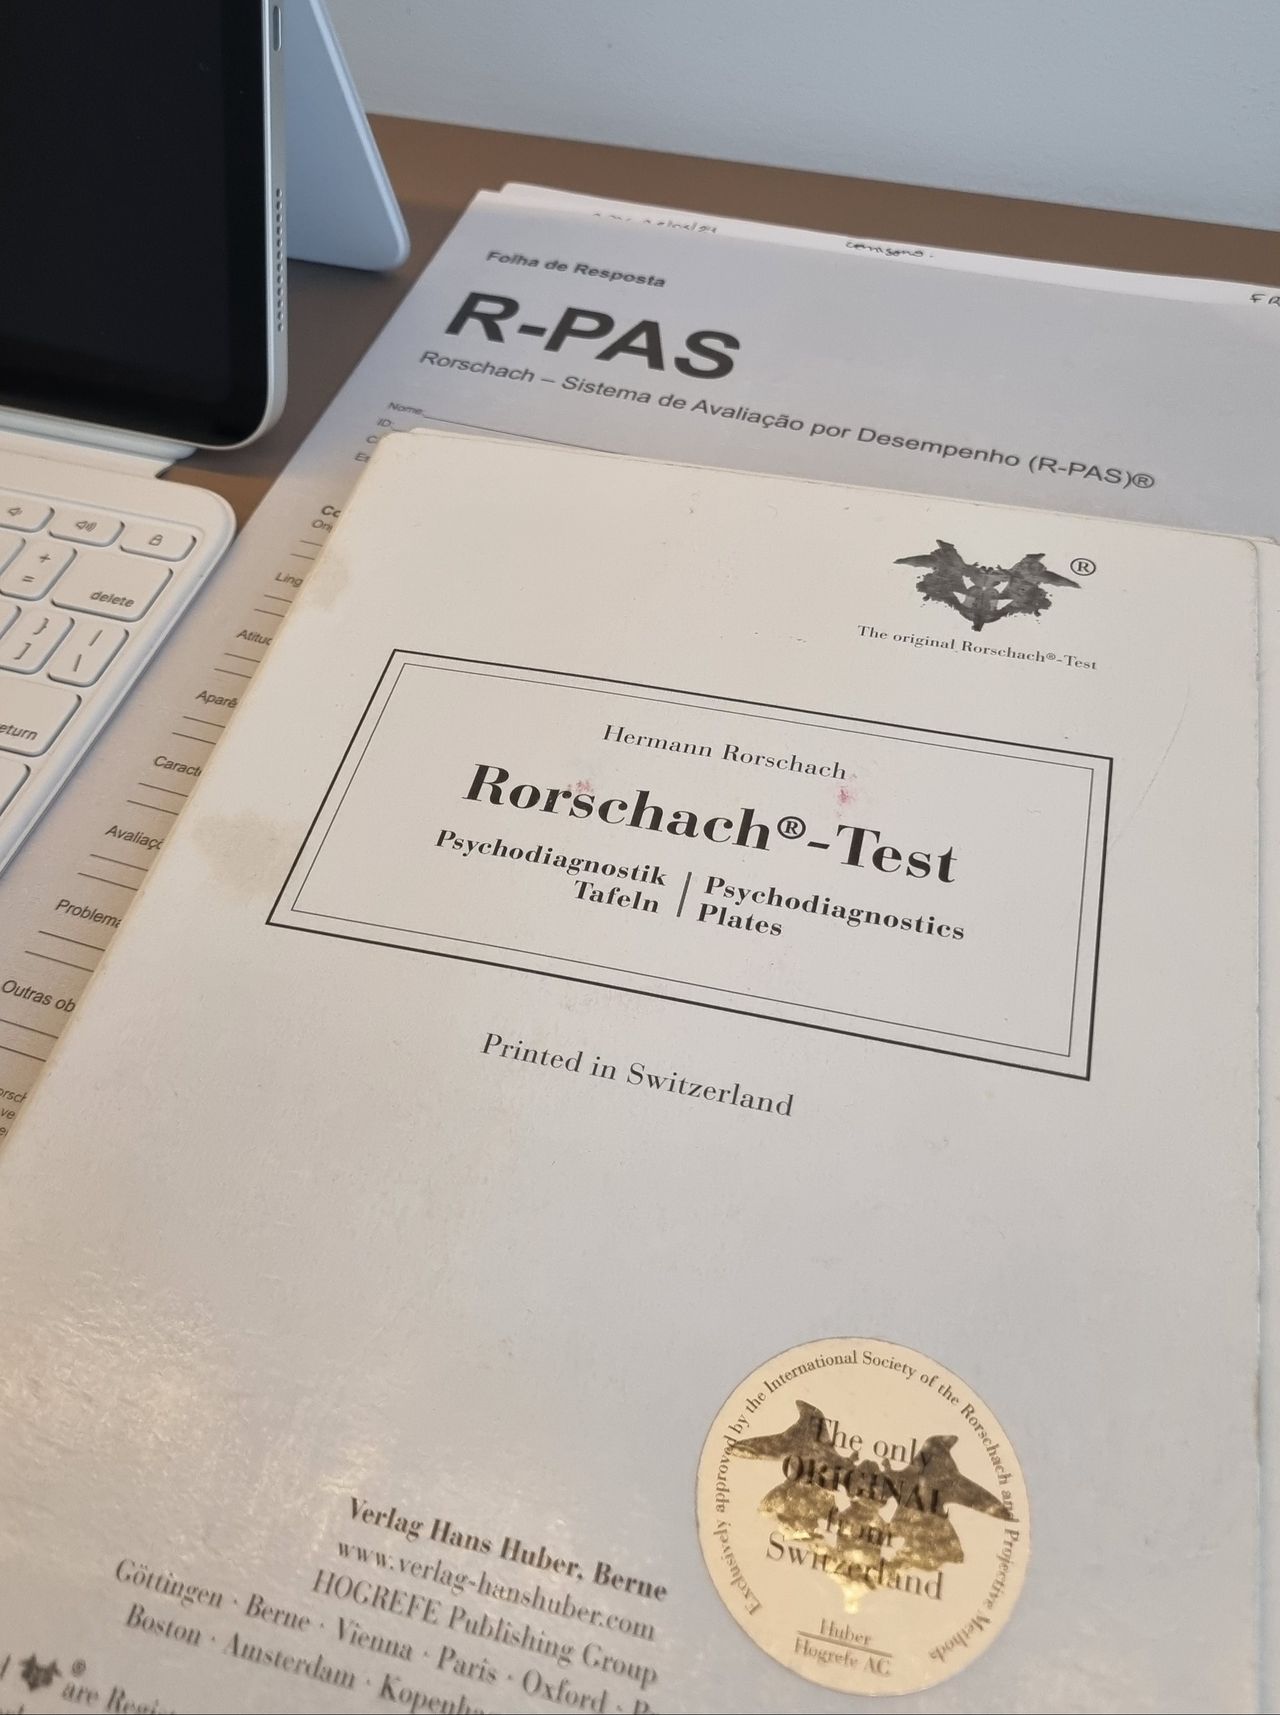 Folha de Resposta
R-PAS
Rorschach – Sistema de Avaliação por Desempenho (R-PAS)®
Nome
ID:
®
The original Rorschach®-Test
Hermann Rorschach
Rorschach®-Test
Psychodiagnostik | Psychodiagnostics
Tafeln | Plates
Printed in Switzerland
Verlag Hans Huber, Berne
www.verlag-hanshuber.com
HOGREFE Publishing Group
Göttingen · Berne · Vienna · Paris · Oxford ·
Boston · Amsterdam ·
® are
Exclusively approved by the International Society of the Rorschach and Projective Methods
The only
ORIGINAL
from
Switzerland
Huber
Hogrefe AG
+
=
delete
}
]
|
\